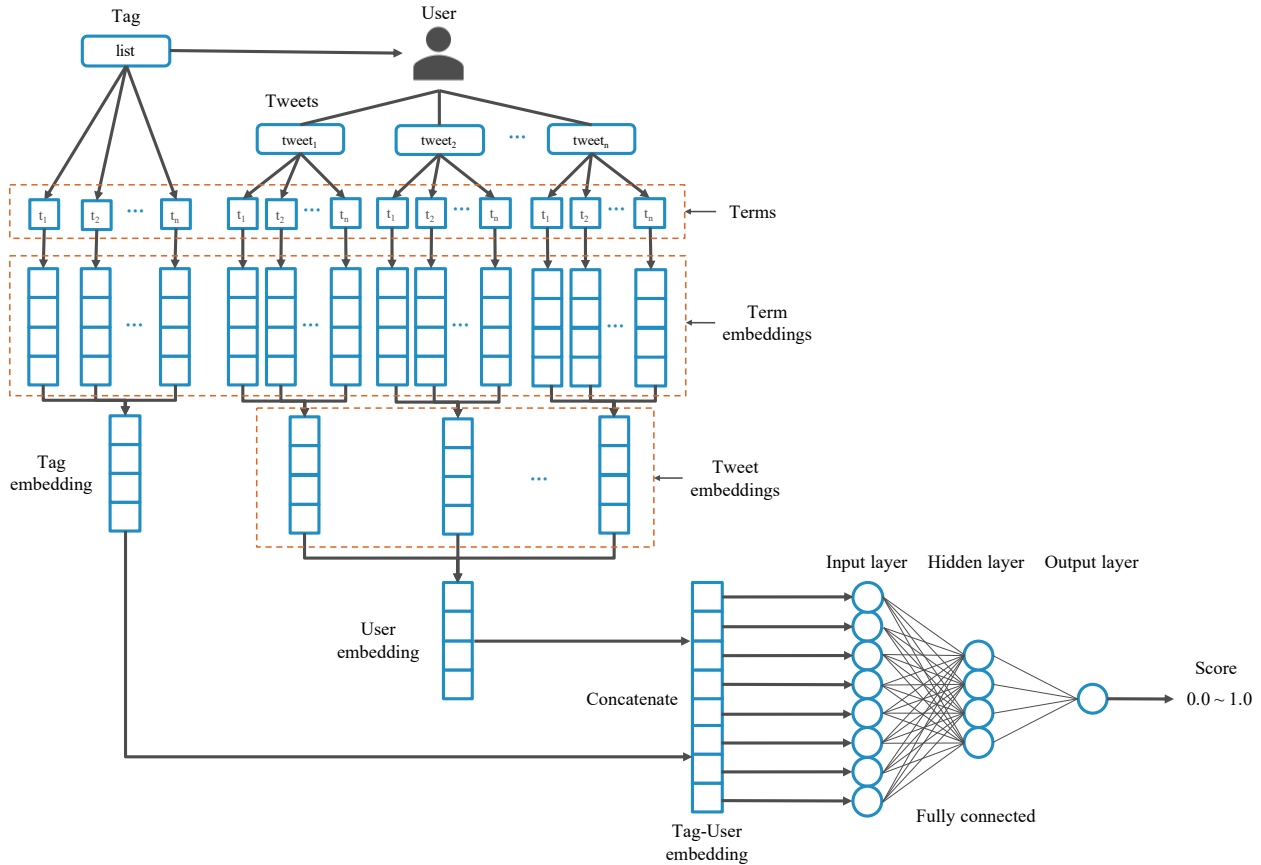 Tag
User
list
Tweets
tweet1
tweet2
...
tweetn
t1
t2
...
tn
t1
t2
...
tn
t1
t2
...
tn
t1
t2
...
tn
Terms
...
...
...
...
Term
embeddings
Tag
embedding
...
Tweet
embeddings
Input layer
Hidden layer
Output layer
User
embedding
Concatenate
Score
0.0 ~ 1.0
Fully connected
Tag-User
embedding